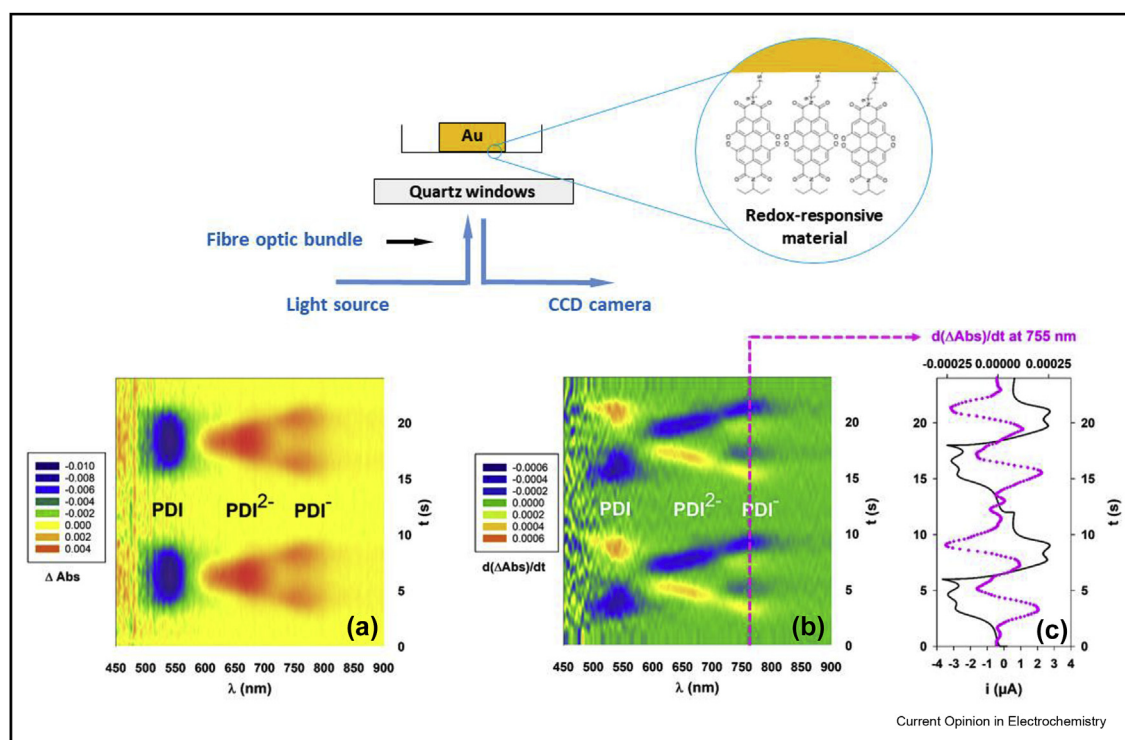 Au
Quartz windows
Fibre optic bundle
Light source
CCD camera
Redox-responsive
material
d(ΔAbs)/dt at 755 nm
-0.00025 0.00000 0.00025
-0.010
-0.008
-0.006
-0.004
-0.002
0.000
0.002
0.004
Δ Abs
PDI PDI²⁻ PDI⁻
(a)
20
15
10
5
0
t (s)
450 500 550 600 650 700 750 800 850 900
λ (nm)
-0.0006
-0.0004
-0.0002
0.0000
0.0002
0.0004
0.0006
d(ΔAbs)/dt
PDI PDI²⁻ PDI⁻
(b)
20
15
10
5
0
t (s)
450 500 550 600 650 700 750 800 850 900
λ (nm)
20
15
10
5
0
t (s)
(c)
-4 -3 -2 -1 0 1 2 3 4
i (µA)
Current Opinion in Electrochemistry